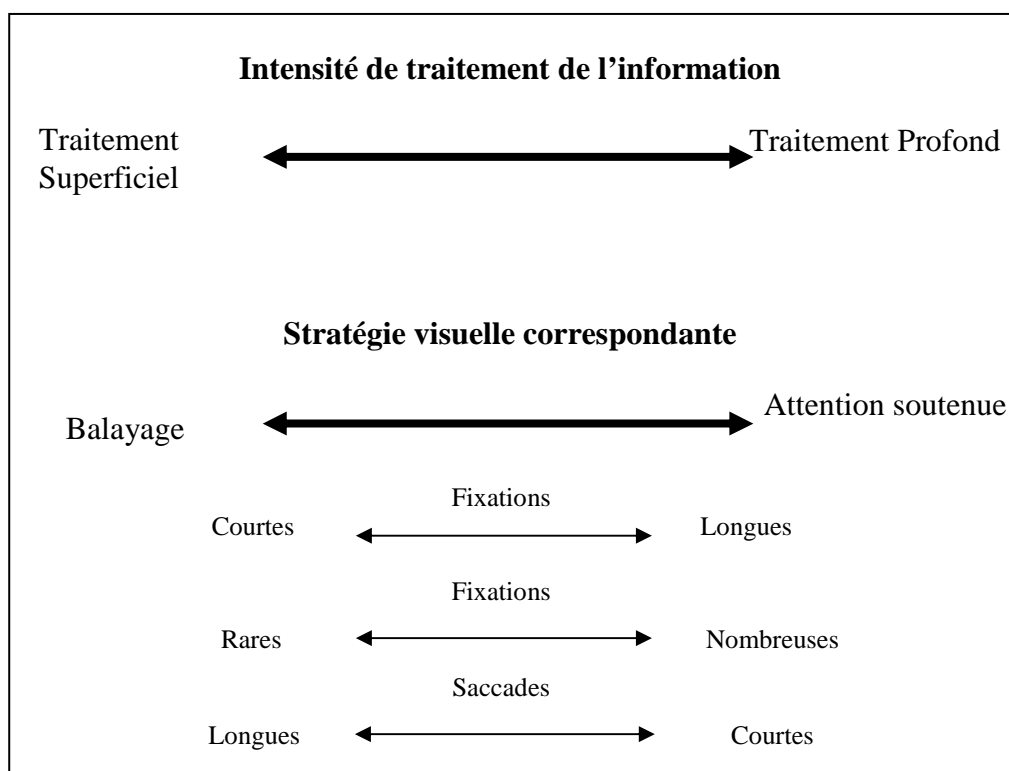 Intensité de traitement de l’information
Traitement
Superficiel
Traitement Profond
Stratégie visuelle correspondante
Balayage
Attention soutenue
Fixations
Courtes
Longues
Fixations
Rares
Nombreuses
Saccades
Longues
Courtes